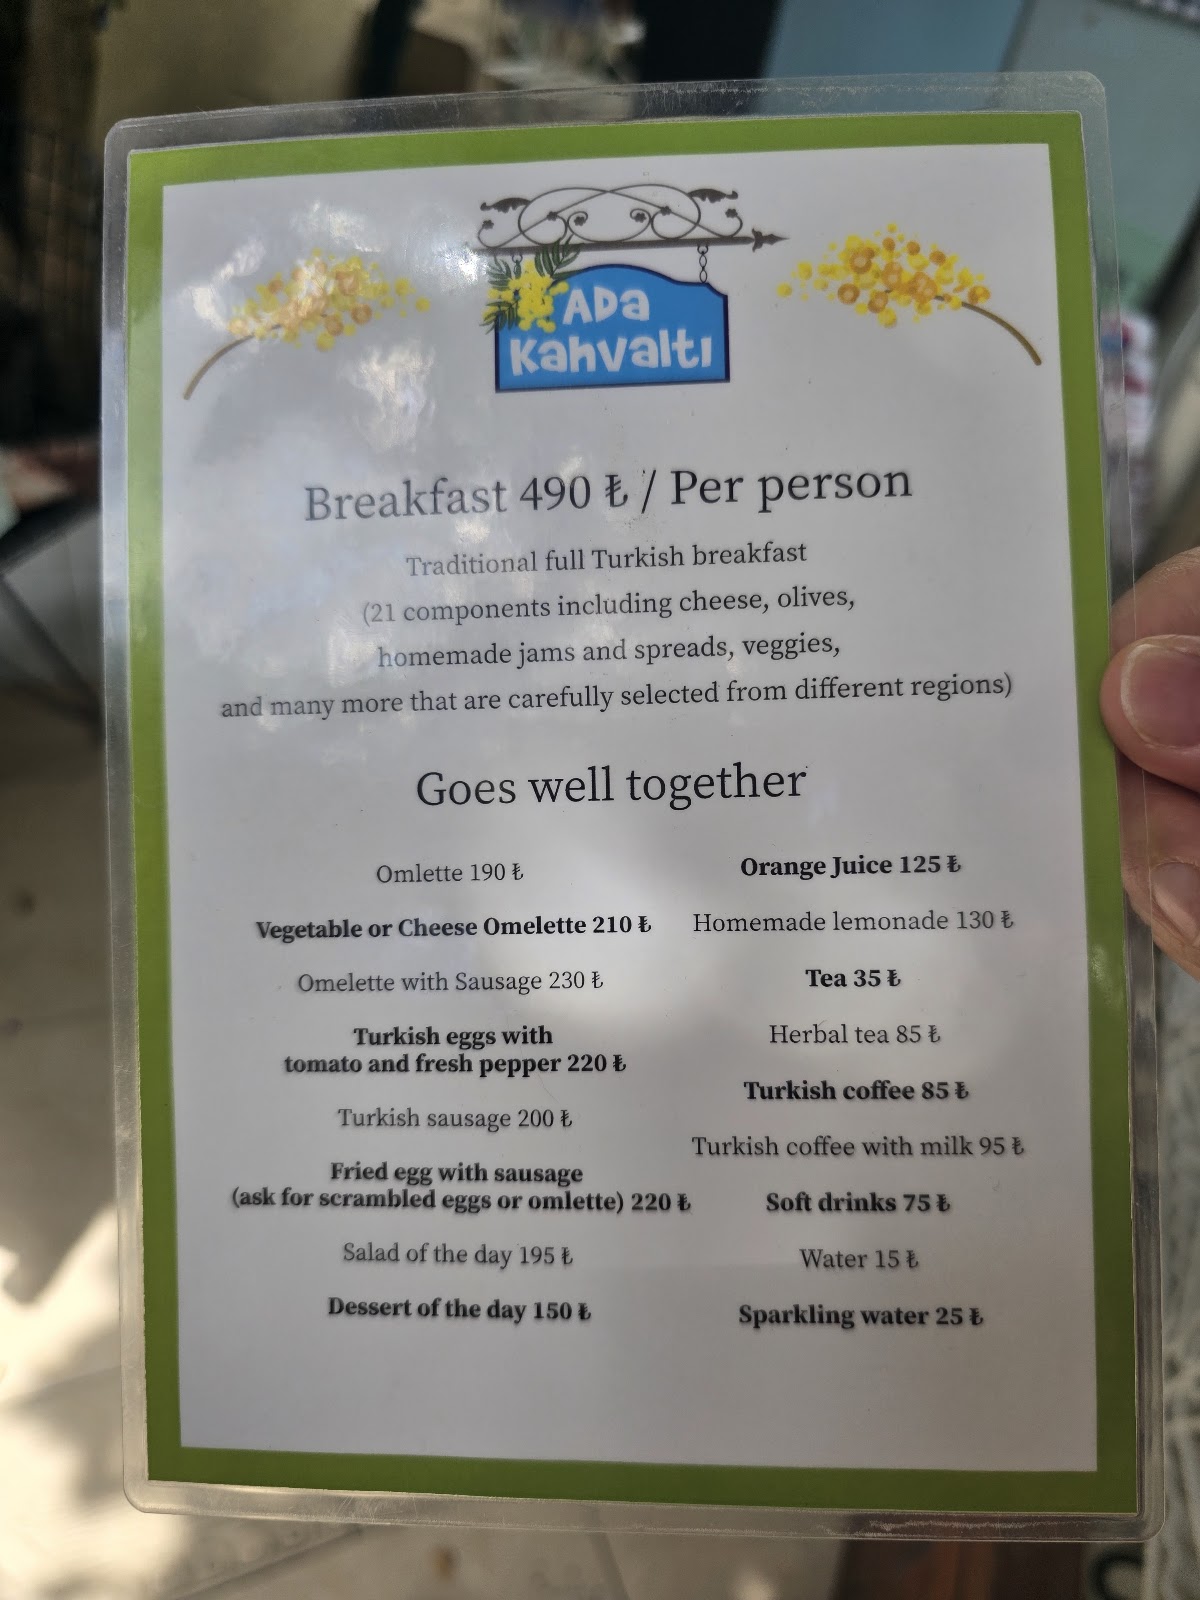 ADa
Kahvaltı
Breakfast 490 ₺ / Per person
Traditional full Turkish breakfast
(21 components including cheese, olives,
homemade jams and spreads, veggies,
and many more that are carefully selected from different regions)
Goes well together
Omlette 190 ₺
Vegetable or Cheese Omelette 210 ₺
Omelette with Sausage 230 ₺
Turkish eggs with
tomato and fresh pepper 220 ₺
Turkish sausage 200 ₺
Fried egg with sausage
(ask for scrambled eggs or omlette) 220 ₺
Salad of the day 195 ₺
Dessert of the day 150 ₺
Orange Juice 125 ₺
Homemade lemonade 130 ₺
Tea 35 ₺
Herbal tea 85 ₺
Turkish coffee 85 ₺
Turkish coffee with milk 95 ₺
Soft drinks 75 ₺
Water 15 ₺
Sparkling water 25 ₺